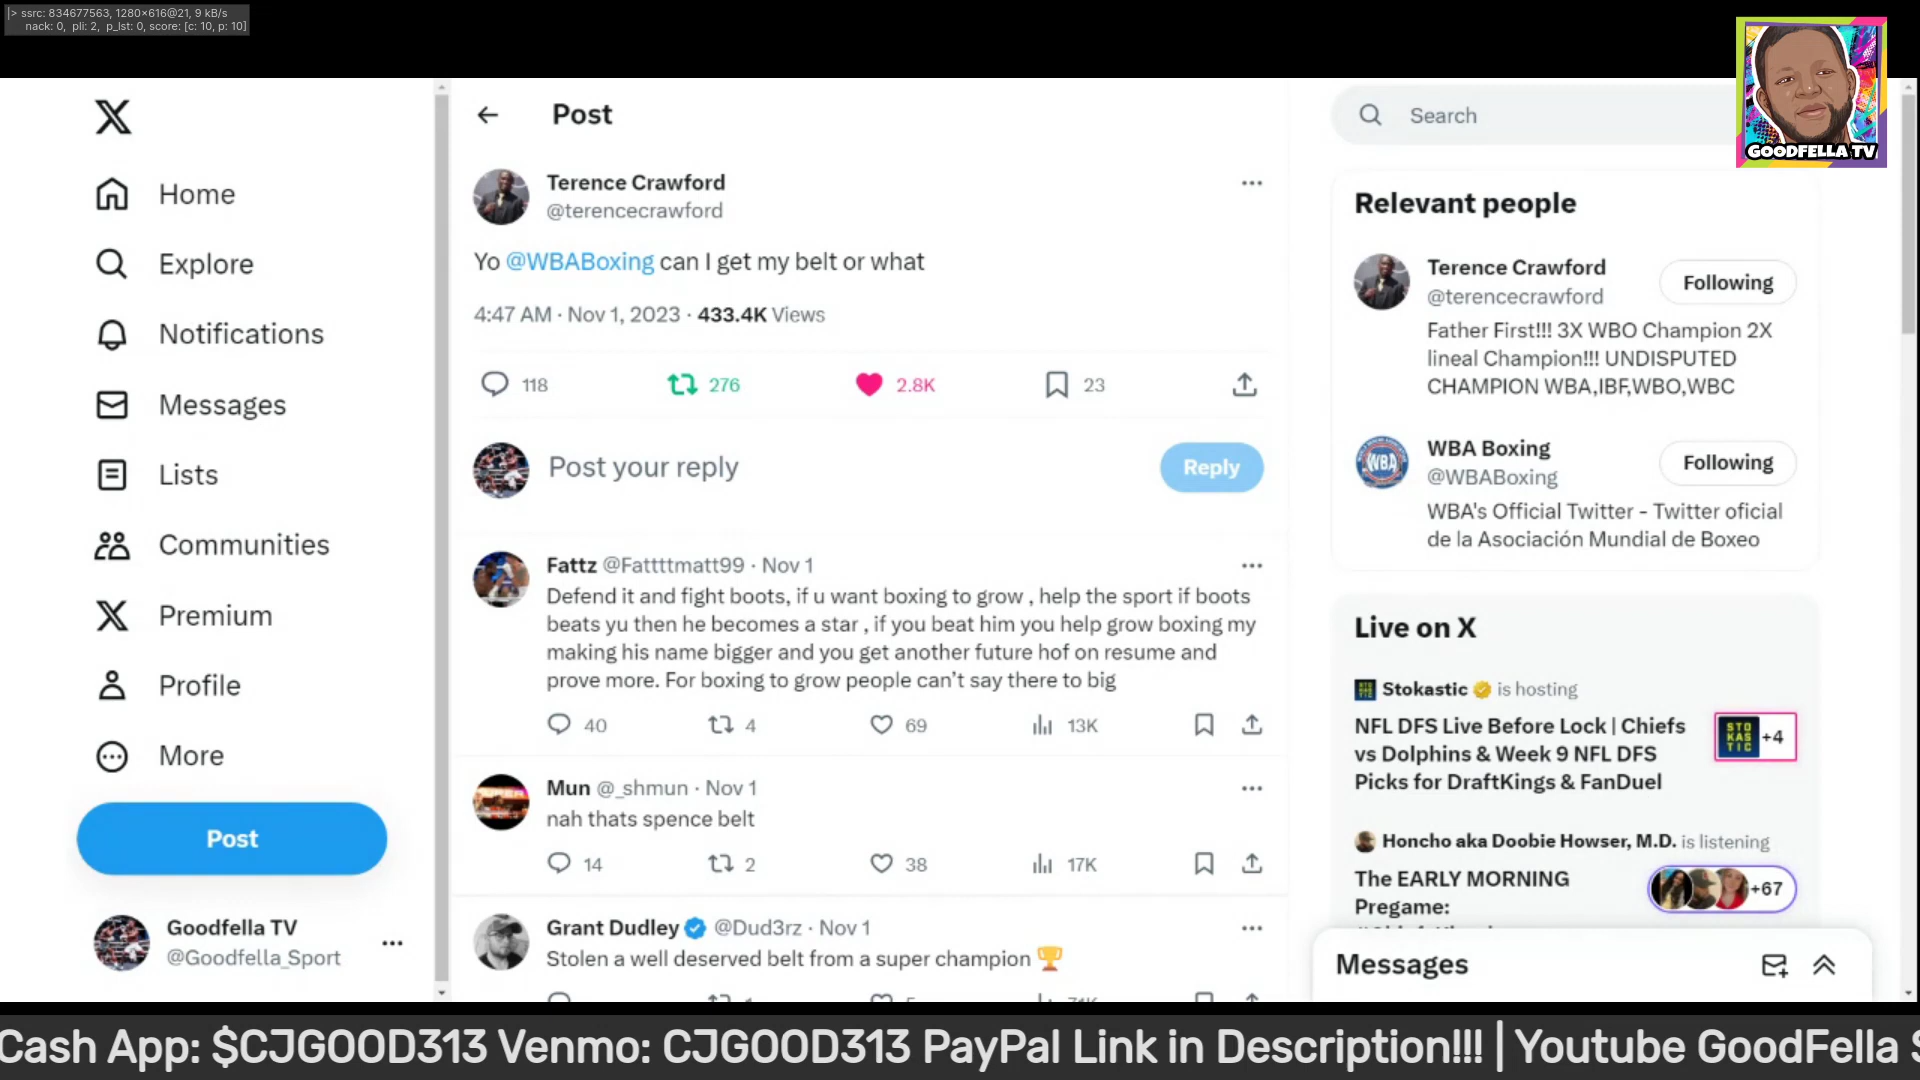 |> ssrc: 834677563, 1280×616@21, 9 kB/s
nack: 0, pli: 2, p_lst: 0, score: [c: 10, p: 10]
GOODFELLA TV
Home
Explore
Notifications
Messages
Lists
Communities
Premium
Profile
More
Post
Goodfella TV
@Goodfella_Sport
Post
Terence Crawford
@terencecrawford
Yo @WBABoxing can I get my belt or what
4:47 AM · Nov 1, 2023 · 433.4K Views
118 276 2.8K 23
Post your reply
Reply
Fattz @Fattttmatt99 · Nov 1
Defend it and fight boots, if u want boxing to grow , help the sport if boots
beats yu then he becomes a star , if you beat him you help grow boxing my
making his name bigger and you get another future hof on resume and
prove more. For boxing to grow people can't say there to big
40 4 69 13K
Mun @_shmun · Nov 1
nah thats spence belt
14 2 38 17K
Grant Dudley @Dud3rz · Nov 1
Stolen a well deserved belt from a super champion 🏆
Search
Relevant people
Terence Crawford
@terencecrawford
Following
Father First!!! 3X WBO Champion 2X
lineal Champion!!! UNDISPUTED
CHAMPION WBA,IBF,WBO,WBC
WBA Boxing
@WBABoxing
Following
WBA
WBA's Official Twitter - Twitter oficial
de la Asociación Mundial de Boxeo
Live on X
Stokastic is hosting
NFL DFS Live Before Lock | Chiefs
vs Dolphins & Week 9 NFL DFS
Picks for DraftKings & FanDuel
STO
KAS
TIC
+4
Honcho aka Doobie Howser, M.D. is listening
The EARLY MORNING
Pregame:
+67
Messages
Cash App: $CJGOOD313 Venmo: CJGOOD313 PayPal Link in Description!!! | Youtube GoodFella